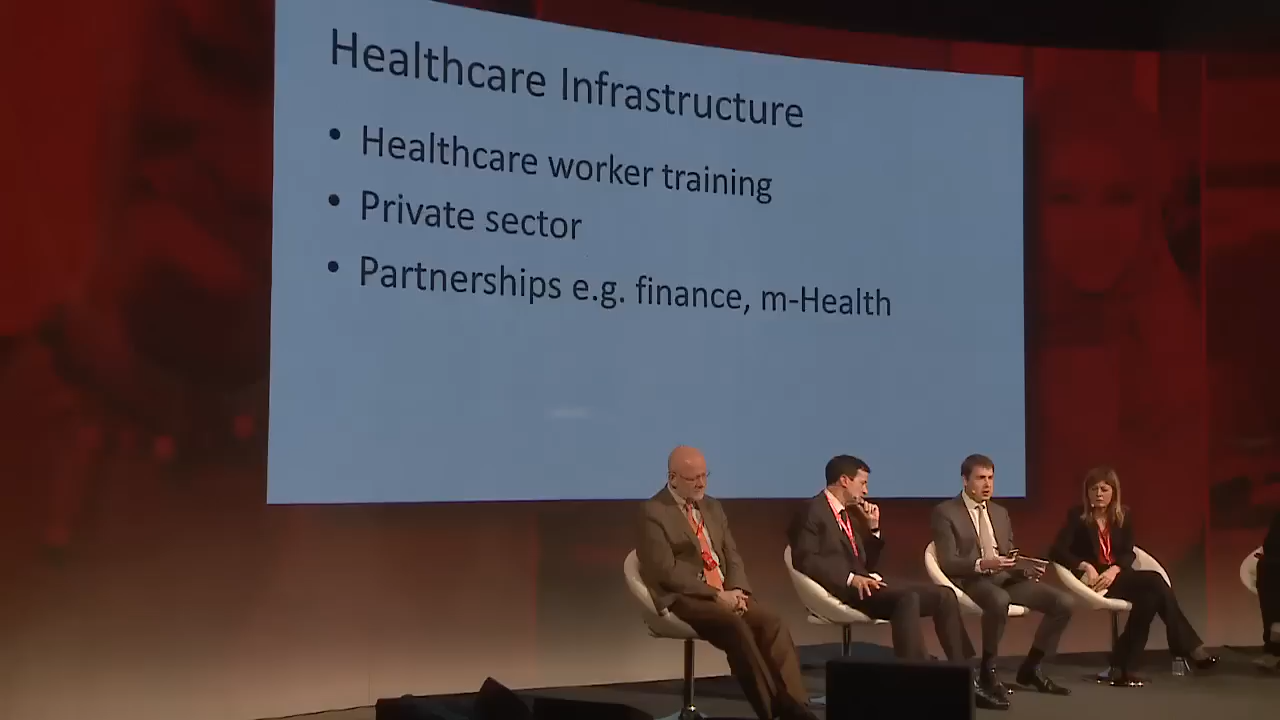 Healthcare Infrastructure
• Healthcare worker training
• Private sector
• Partnerships e.g. finance, m-Health